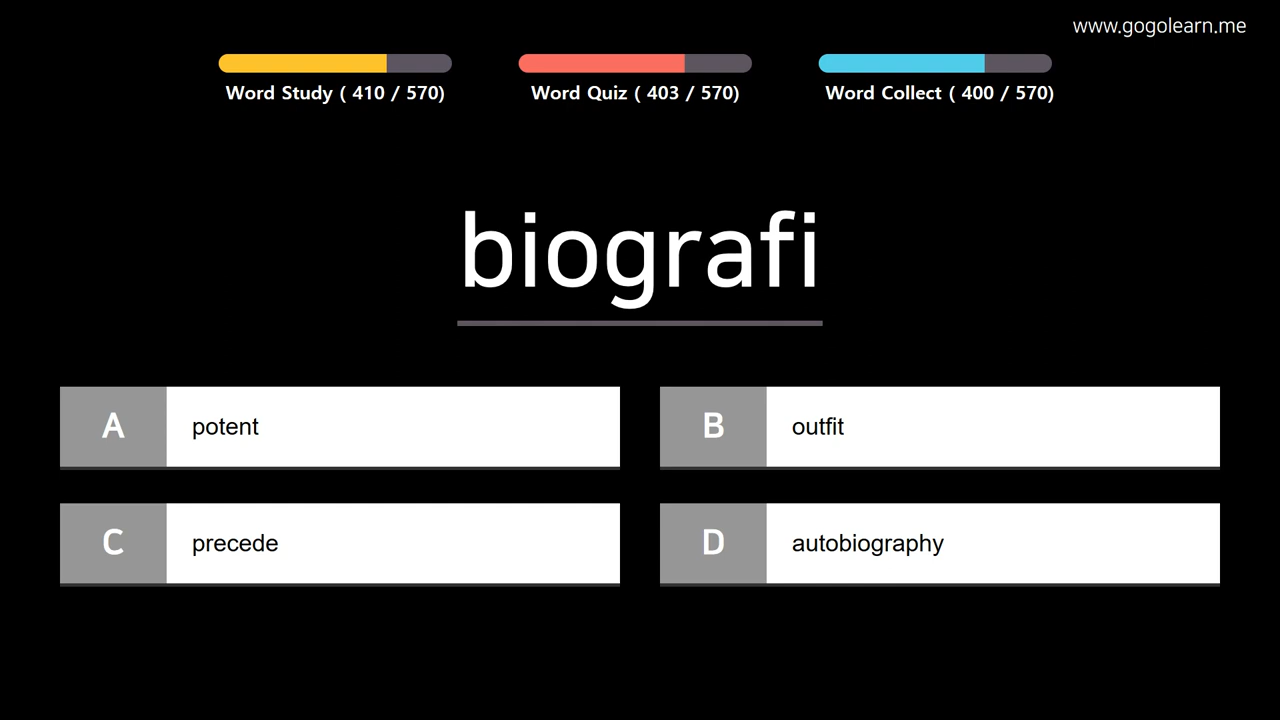 www.gogolearn.me
Word Study ( 410 / 570)
Word Quiz ( 403 / 570)
Word Collect ( 400 / 570)
biografi
A potent
B outfit
C precede
D autobiography